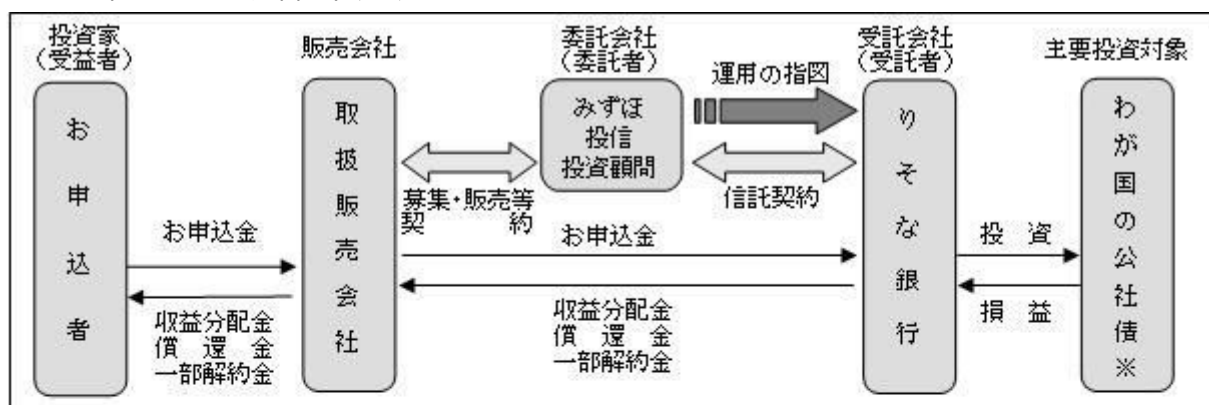 投資家
（受益者）
お申込者
販売会社
取扱販売会社
委託会社
（委託者）
みずほ
投信
投資顧問
受託会社
（受託者）
りそな銀行
主要投資対象
わが国の公社債※
運用の指図
信託契約
募集・販売等
契約
お申込金
収益分配金
償還金
一部解約金
お申込金
収益分配金
償還金
一部解約金
投資
損益